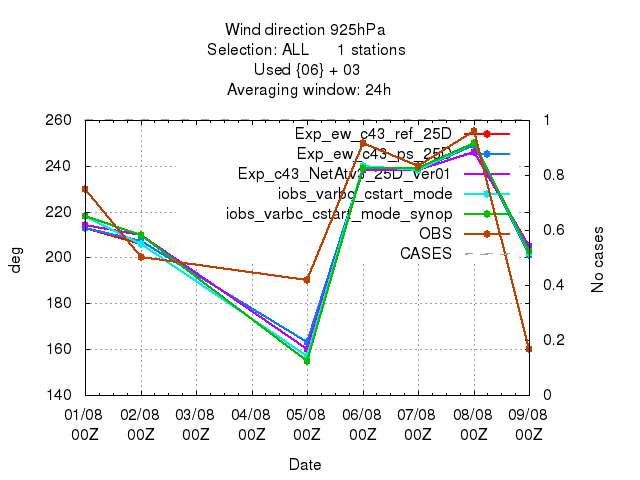 Wind direction 925hPa
Selection: ALL 1 stations
Used {06} + 03
Averaging window: 24h
260
240
220
200
180
160
140
deg
1
0.8
0.6
0.4
0.2
0
No cases
Exp_ew_c43_ref_25D
Exp_ew_c43_ps_25D
Exp_c43_NetAtv3_25D_Ver01
iobs_varbc_cstart_mode
iobs_varbc_cstart_mode_synop
OBS
CASES
01/08 02/08 03/08 04/08 05/08 06/08 07/08 08/08 09/08
00Z 00Z 00Z 00Z 00Z 00Z 00Z 00Z 00Z
Date